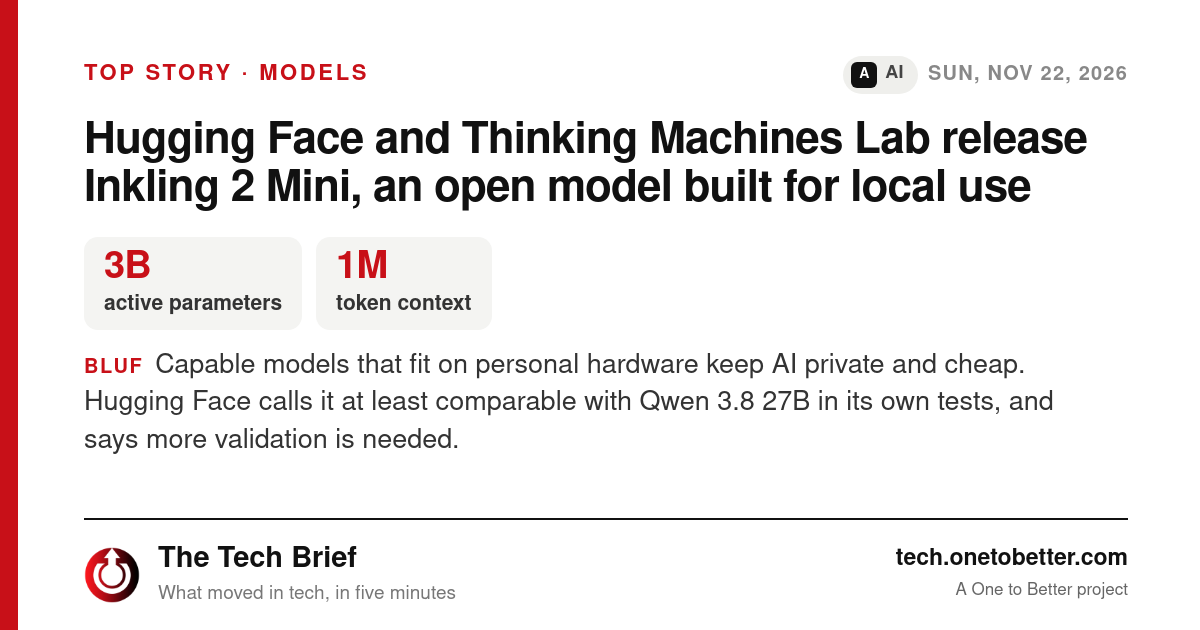 TOP STORY · MODELS
A AI SUN, NOV 22, 2026
Hugging Face and Thinking Machines Lab release
Inkling 2 Mini, an open model built for local use
3B
active parameters
1M
token context
BLUF Capable models that fit on personal hardware keep AI private and cheap.
Hugging Face calls it at least comparable with Qwen 3.8 27B in its own tests, and
says more validation is needed.
The Tech Brief
What moved in tech, in five minutes
tech.onetobetter.com
A One to Better project